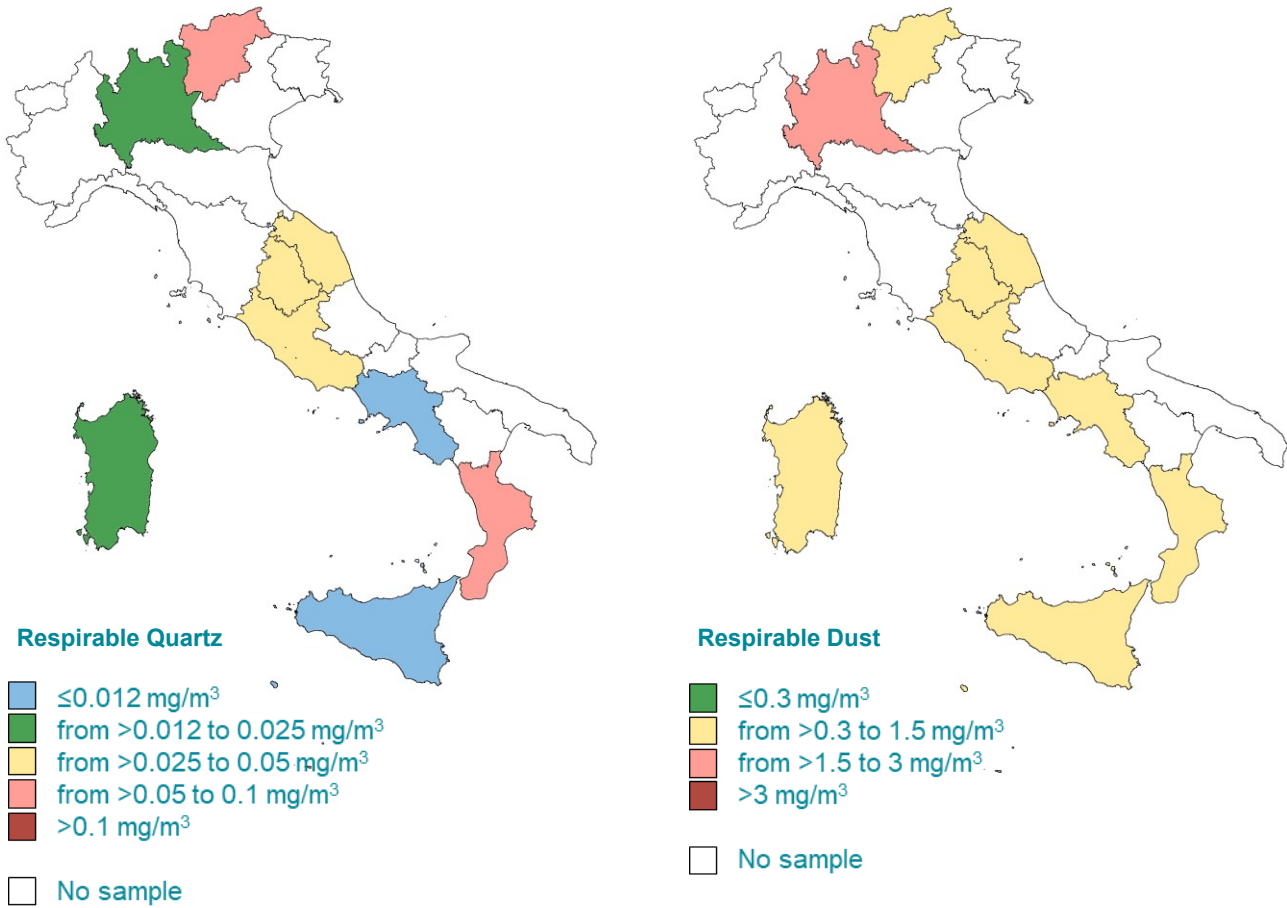 Respirable Quartz
≤0.012 mg/m³
from >0.012 to 0.025 mg/m³
from >0.025 to 0.05 mg/m³
from >0.05 to 0.1 mg/m³
>0.1 mg/m³
No sample
Respirable Dust
≤0.3 mg/m³
from >0.3 to 1.5 mg/m³
from >1.5 to 3 mg/m³
>3 mg/m³
No sample